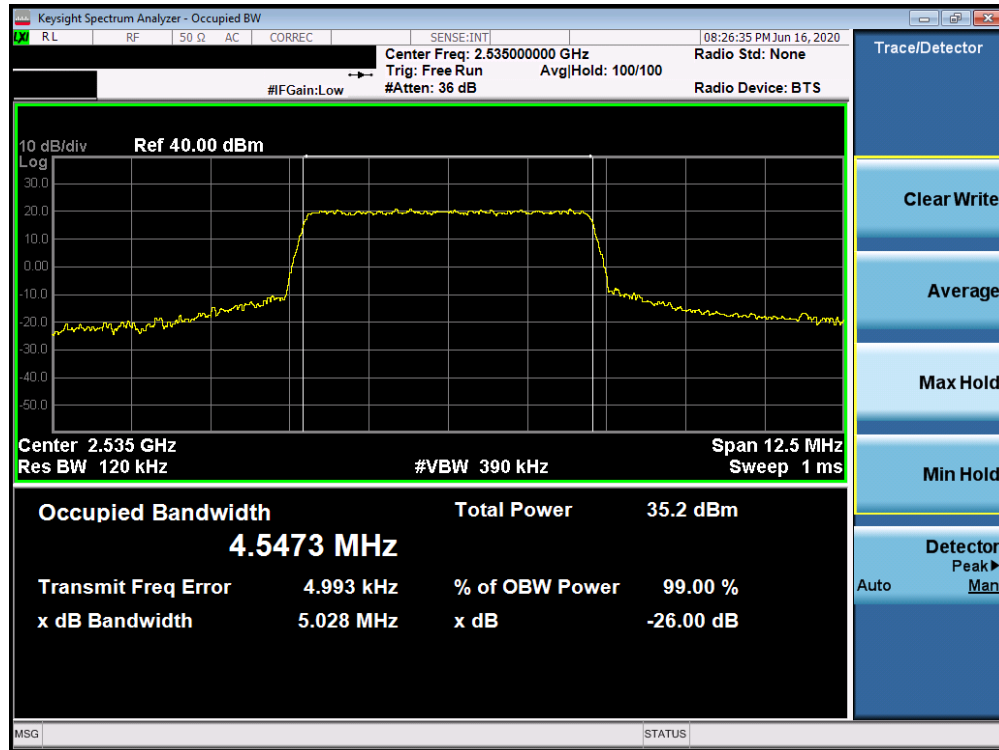 Keysight Spectrum Analyzer - Occupied BW
LXI RL RF 50 Ω AC CORREC SENSE:INT 08:26:35 PM Jun 16, 2020
Center Freq: 2.535000000 GHz Radio Std: None
Trig: Free Run Avg|Hold: 100/100
#IFGain:Low #Atten: 36 dB Radio Device: BTS
Trace/Detector
10 dB/div Ref 40.00 dBm
Log
30.0
20.0
10.0
0.00
-10.0
-20.0
-30.0
-40.0
-50.0
Center 2.535 GHz Span 12.5 MHz
Res BW 120 kHz #VBW 390 kHz Sweep 1 ms
Occupied Bandwidth Total Power 35.2 dBm
4.5473 MHz
Transmit Freq Error 4.993 kHz % of OBW Power 99.00 %
x dB Bandwidth 5.028 MHz x dB -26.00 dB
Clear Write
Average
Max Hold
Min Hold
Detector
Peak▶
Auto Man
MSG STATUS